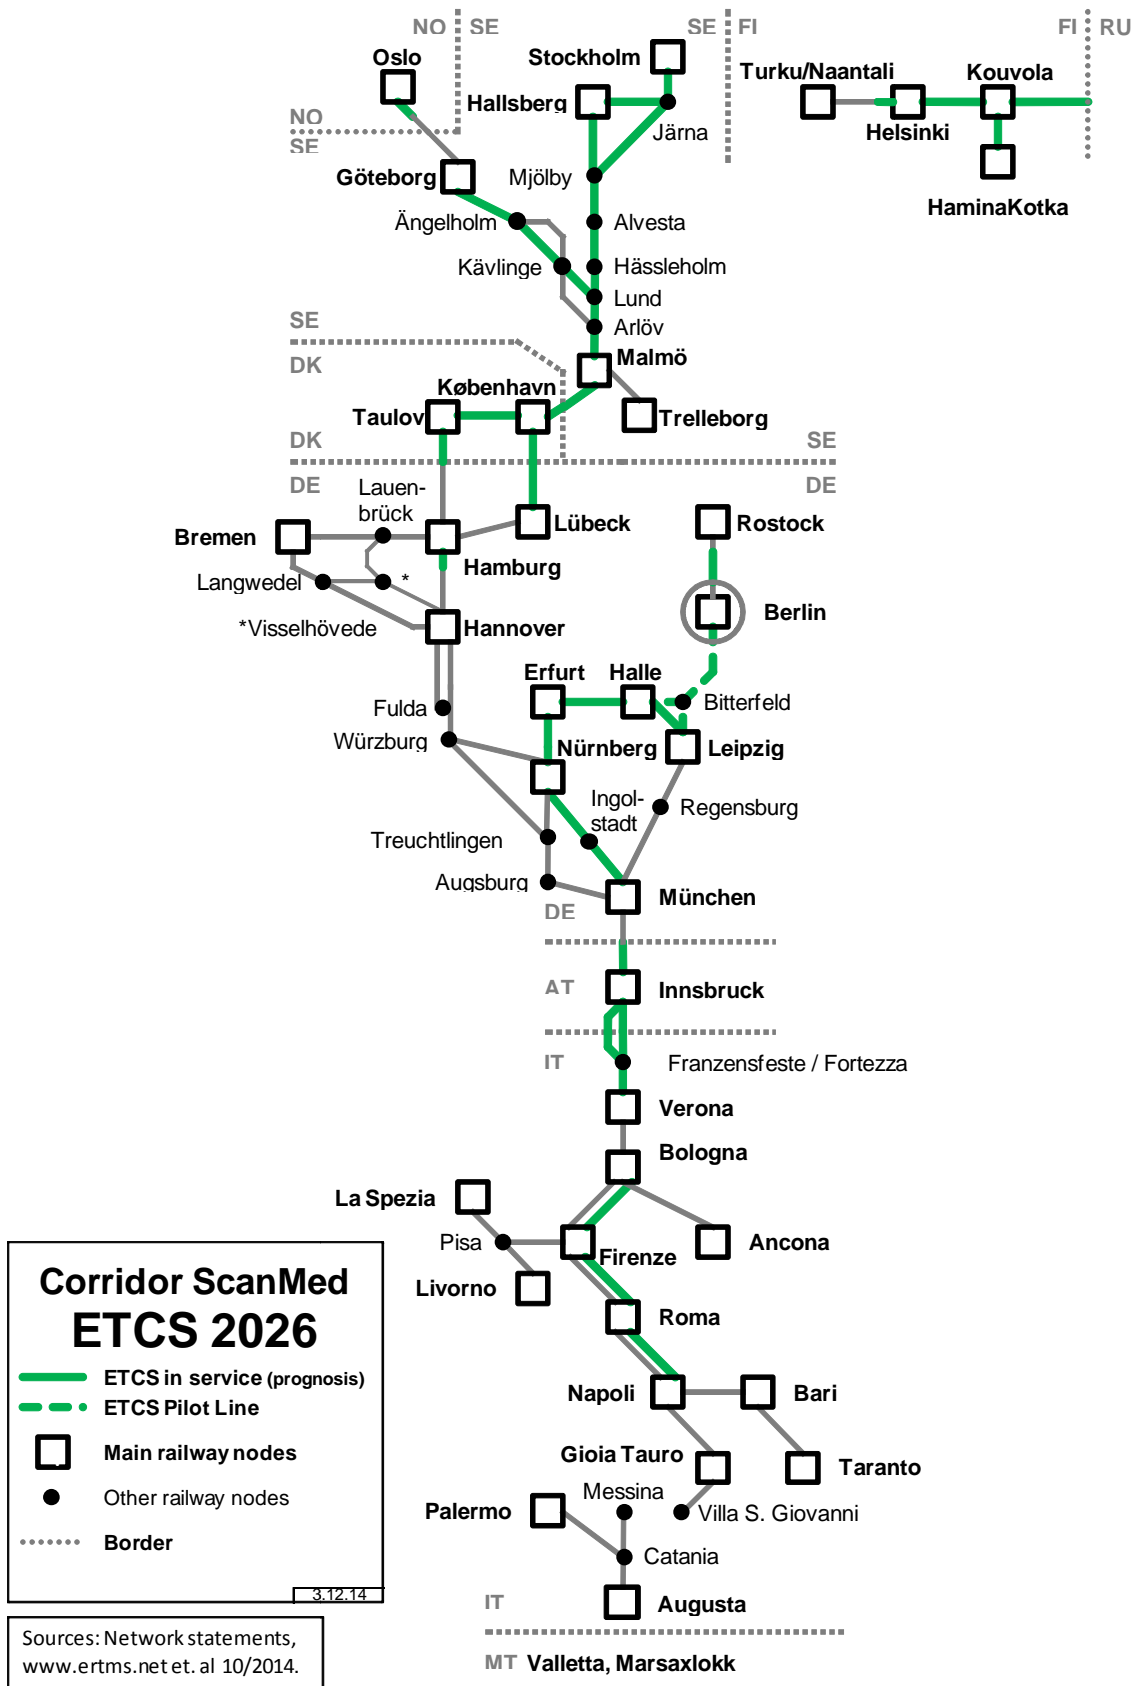 NO SE SE FI FI RU
Oslo
Stockholm
Turku/Naantali
Kouvola
Hallsberg
NO
SE
Järna
Helsinki
Göteborg
Mjölby
HaminaKotka
Ängelholm
Alvesta
Kävlinge
Hässleholm
Lund
SE
Arlöv
DK
Malmö
København
Taulov
Trelleborg
DK
SE
DE
DE
Lauen-
brück
Bremen
Lübeck
Rostock
Hamburg
Langwedel
*
Berlin
*Visselhövede
Hannover
Erfurt
Halle
Fulda
Bitterfeld
Würzburg
Nürnberg
Leipzig
Ingol-
stadt
Regensburg
Treuchtlingen
Augsburg
München
DE
AT
Innsbruck
IT
Franzensfeste / Fortezza
Verona
Bologna
La Spezia
Pisa
Firenze
Ancona
Livorno
Roma
Napoli
Bari
Gioia Tauro
Taranto
Messina
Palermo
Villa S. Giovanni
Catania
IT
Augusta
MT Valletta, Marsaxlokk
Corridor ScanMed
ETCS 2026
ETCS in service (prognosis)
ETCS Pilot Line
Main railway nodes
Other railway nodes
Border
3.12.14
Sources: Network statements,
www.ertms.net et. al 10/2014.